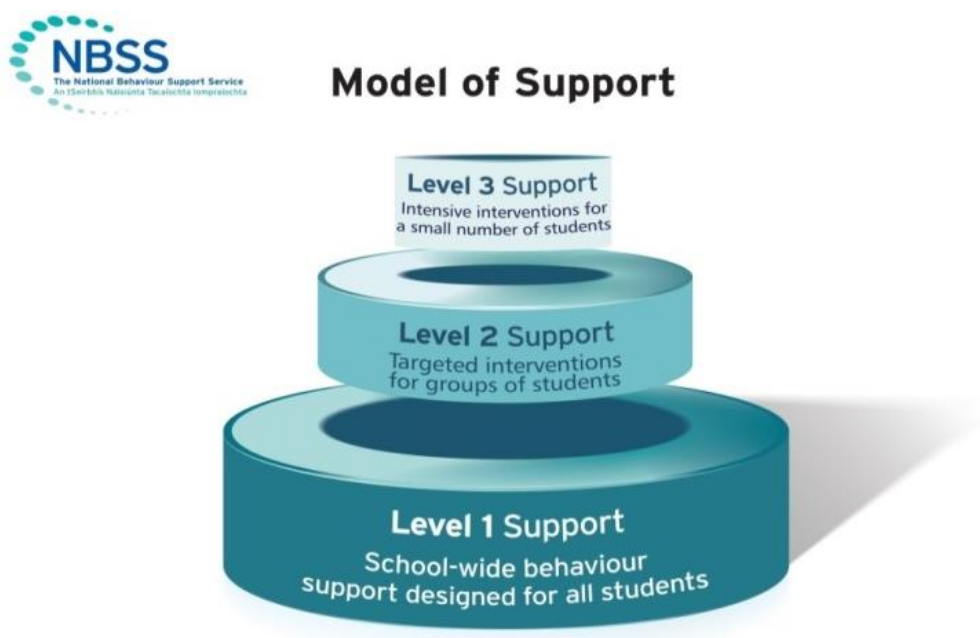 NBSS
The National Behaviour Support Service
An tSeirbhís Náisiúnta Tacaíochta Iompraíochta
Model of Support
Level 3 Support
Intensive interventions for
a small number of students
Level 2 Support
Targeted interventions
for groups of students
Level 1 Support
School-wide behaviour
support designed for all students